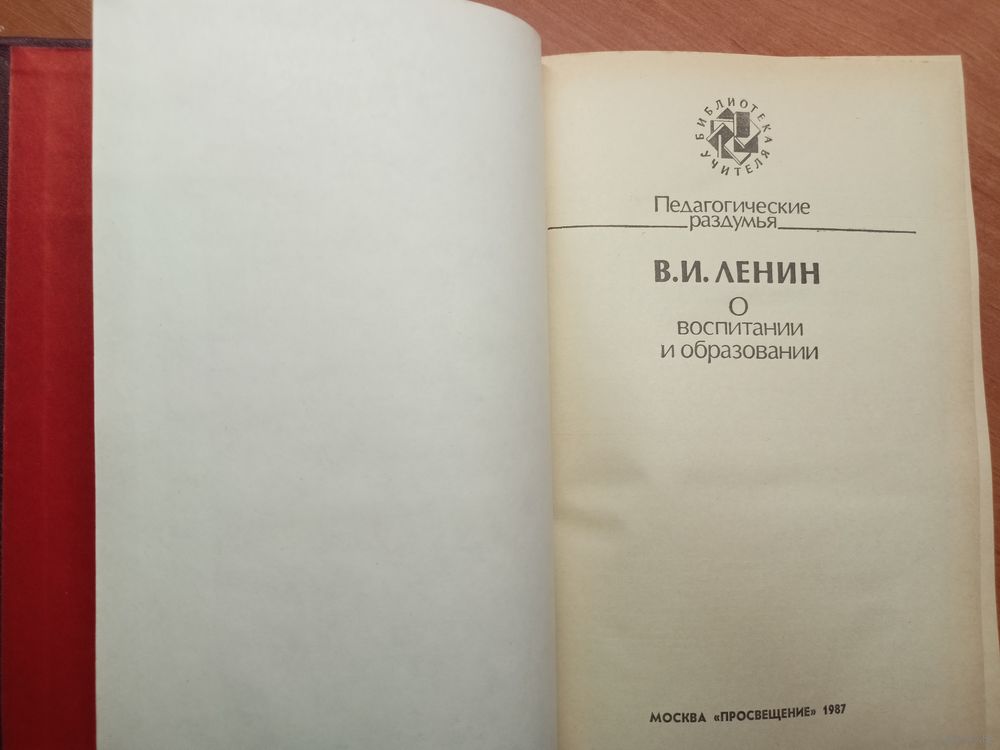 БИБЛИОТЕКА
УЧИТЕЛЯ
Педагогические
раздумья
В.И. ЛЕНИН
О
воспитании
и образовании
МОСКВА «ПРОСВЕЩЕНИЕ» 1987